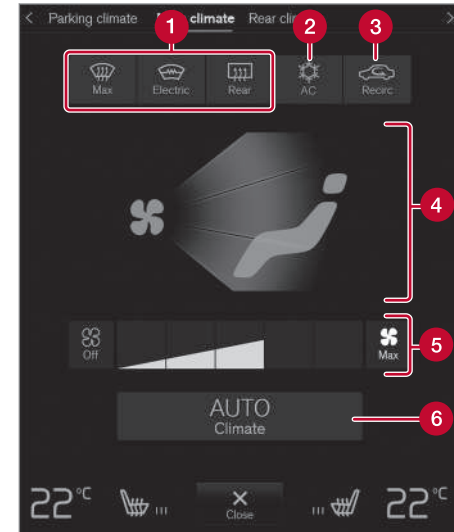 Parking climate climate Rear
1 2 3
Max Electric Rear AC Recirc
4
Off Max
5
AUTO
Climate
6
22°C Close 22°C